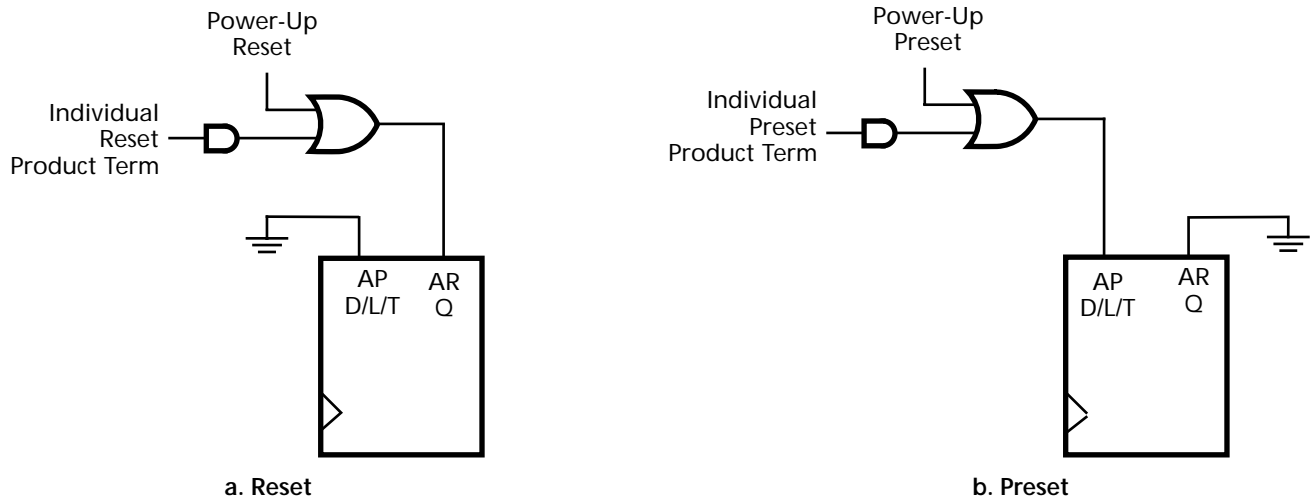 Power-Up
Reset
Individual
Reset
Product Term
AP
AR
D/L/T
Q
a. Reset
Power-Up
Preset
Individual
Preset
Product Term
AP
AR
D/L/T
Q
b. Preset